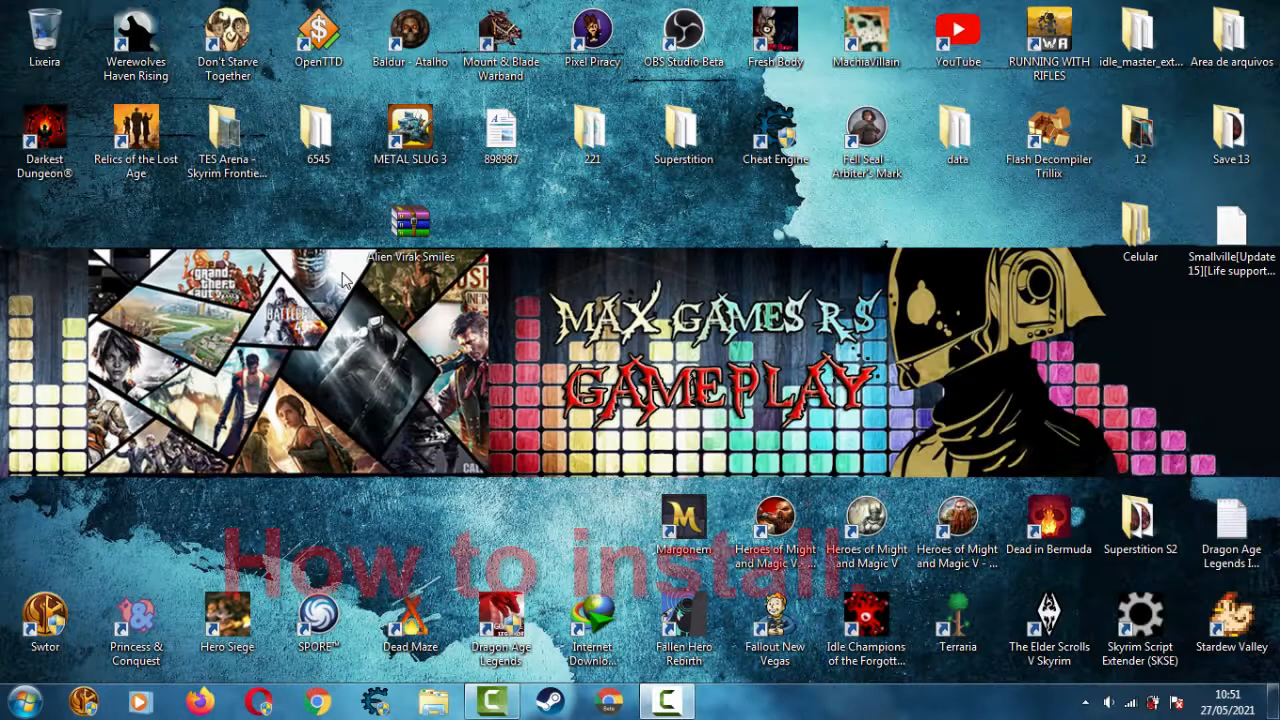 Lixeira
Werewolves
Haven Rising
Don't Starve
Together
OpenTTD
Baldur - Atalho
Mount & Blade
Warband
Pixel Piracy
OBS Studio Beta
Fresh Body
MachiaVillain
YouTube
RUNNING WITH
RIFLES
idle_master_ext...
Area de arquivos
Darkest
Dungeon®
Relics of the Lost
Age
TES Arena -
Skyrim Frontie...
6545
METAL SLUG 3
898987
221
Superstition
Cheat Engine
Fell Seal -
Arbiter's Mark
data
Flash Decompiler
Trillix
12
Save 13
Alien Virak Smiles
Celular
Smallville[Update
15][Life support...
grand
theft
MAX GAMES R.S
GAMEPLAY
How to install.
Margonem
Heroes of Might
and Magic V - ...
Heroes of Might
and Magic V
Heroes of Might
and Magic V - ...
Dead in Bermuda
Superstition S2
Dragon Age
Legends I...
Swtor
Princess &
Conquest
Hero Siege
SPORE™
Dead Maze
Dragon Age
Legends
Internet
Downlo...
Fallen Hero
Rebirth
Fallout New
Vegas
Idle Champions
of the Forgott...
Terraria
The Elder Scrolls
V Skyrim
Skyrim Script
Extender (SKSE)
Stardew Valley
10:51
27/05/2021